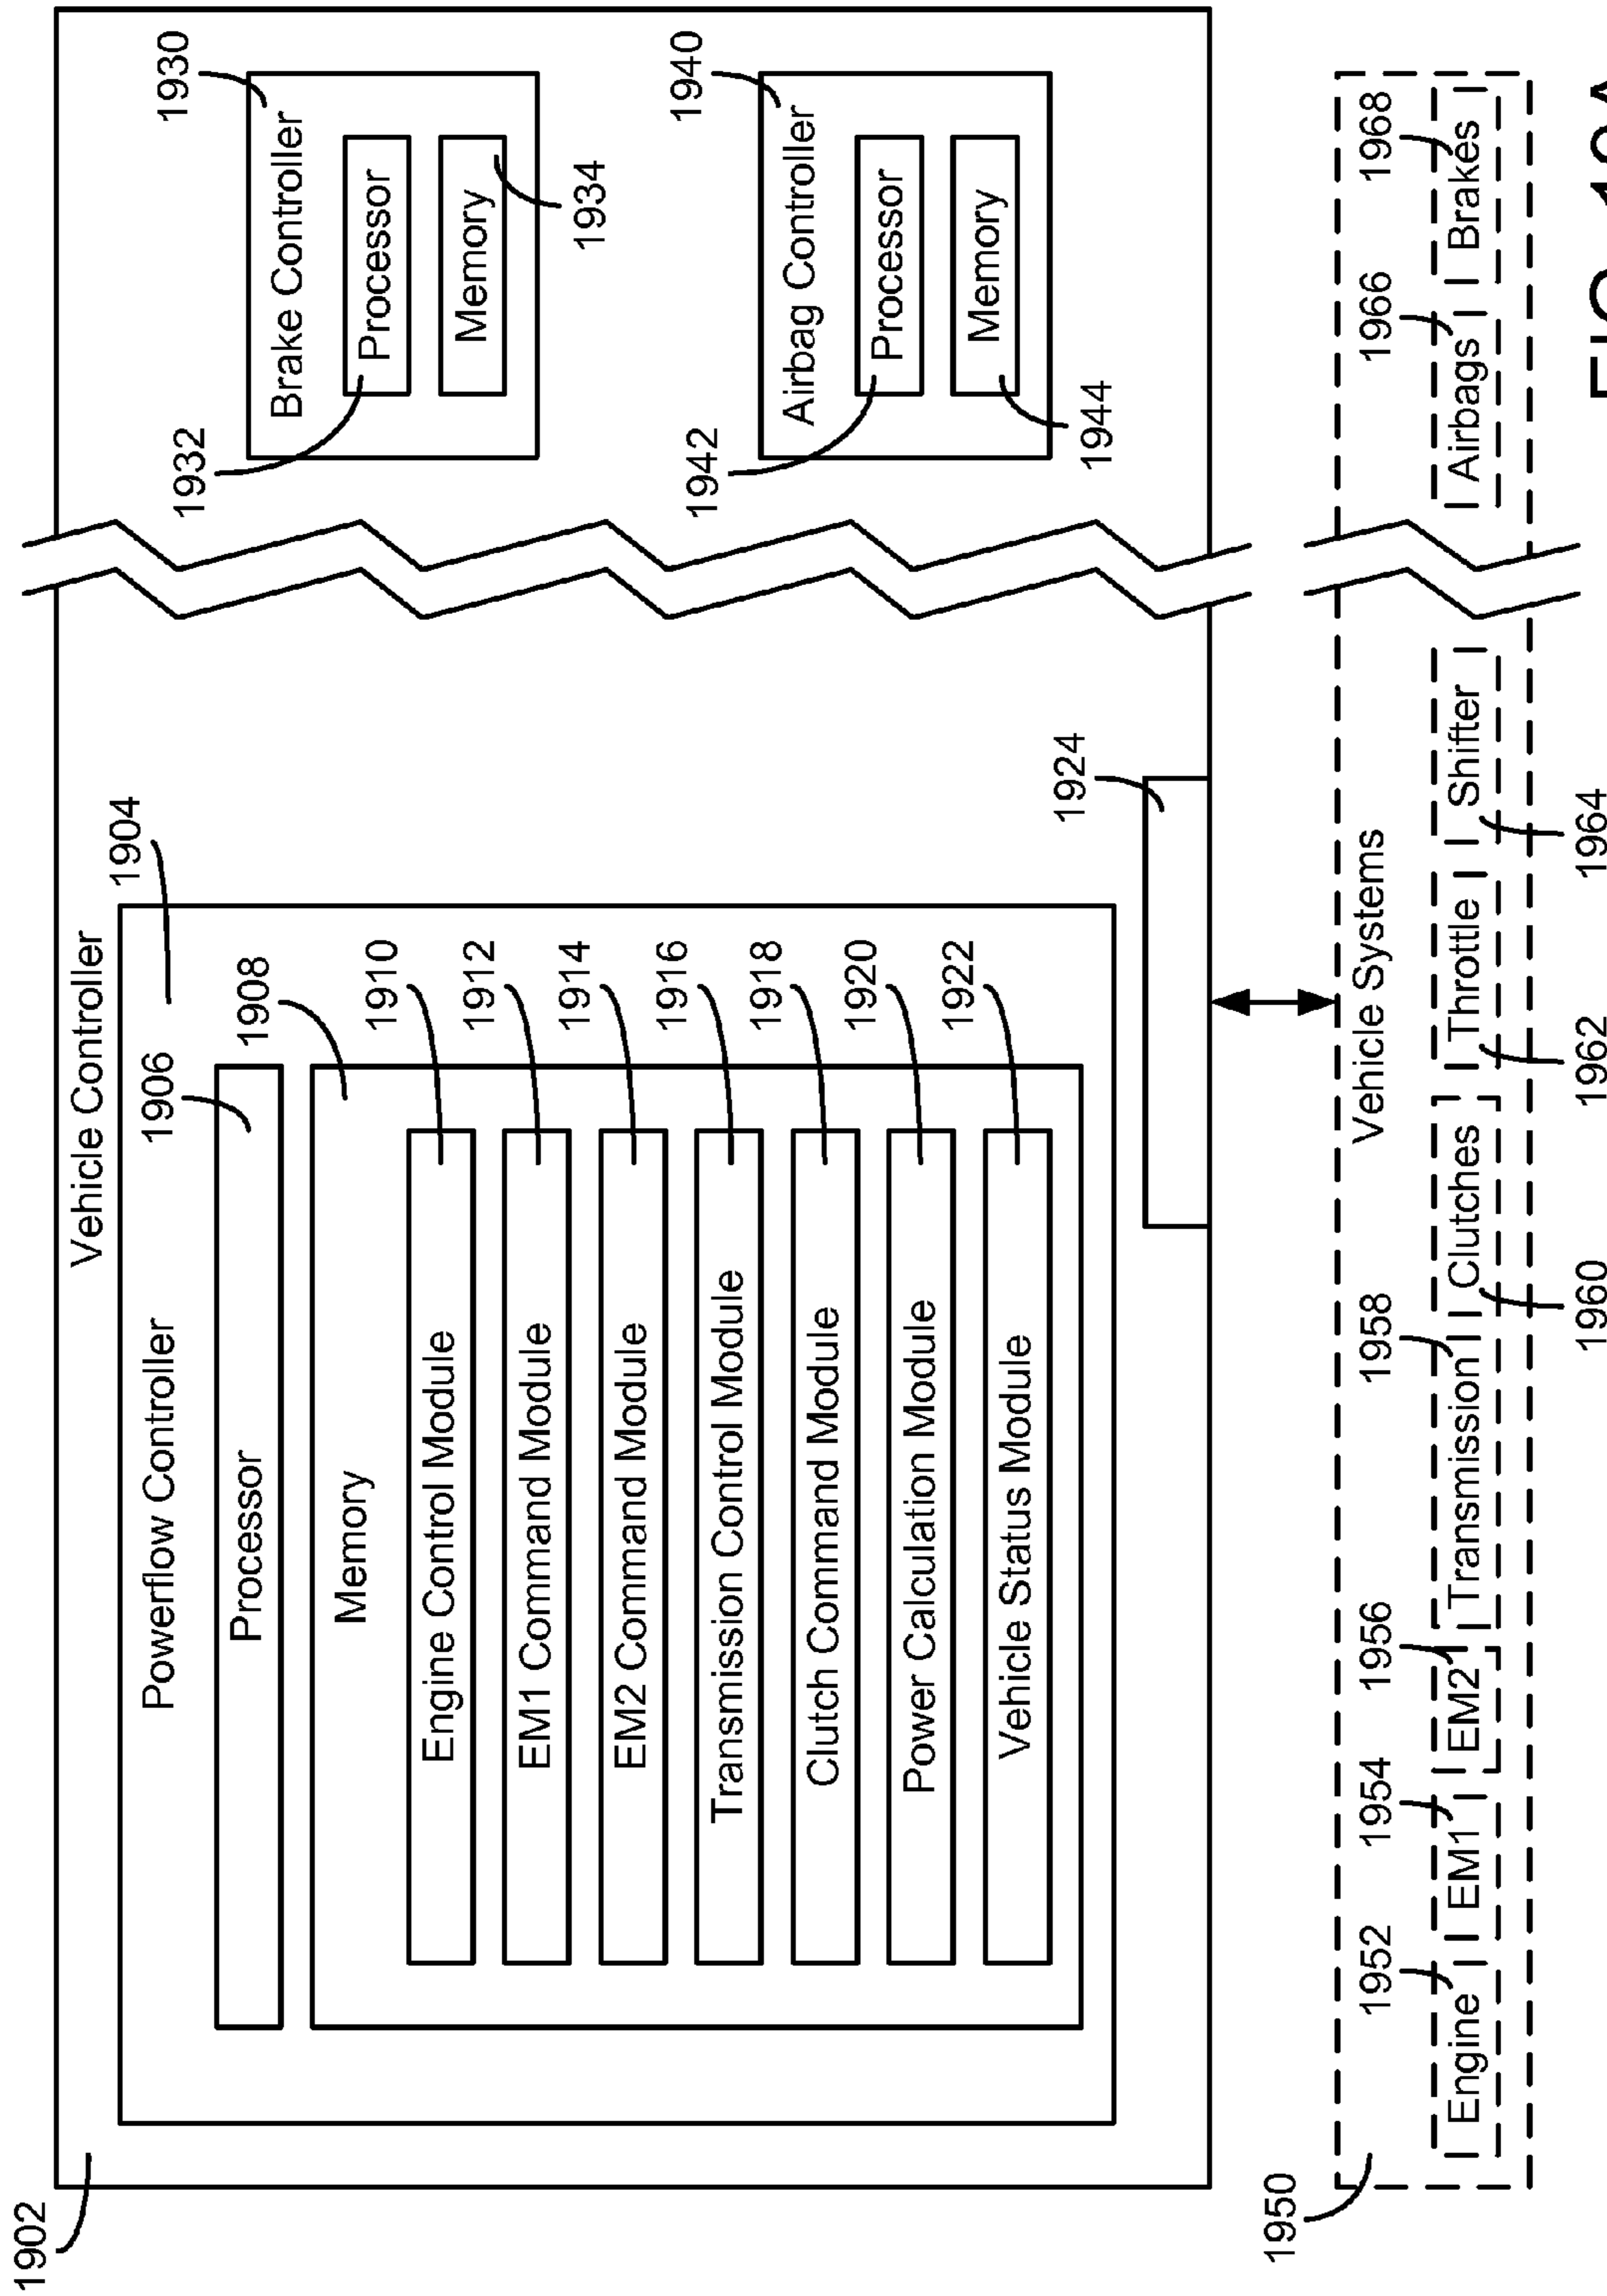 1902
Vehicle Controller
1904
Powerflow Controller
1906
Processor
1908
Memory
Engine Control Module
1910
EM1 Command Module
1912
EM2 Command Module
1914
Transmission Control Module
1916
Clutch Command Module
1918
Power Calculation Module
1920
Vehicle Status Module
1922
1924
1930
Brake Controller
1932
Processor
Memory
1934
1940
Airbag Controller
1942
Processor
Memory
1944
1950
Vehicle Systems
1952
1954
1956
1958
1966
1968
Engine
EM1
EM2
Transmission
Clutches
Throttle
Shifter
Airbags
Brakes
1960
1962
1964